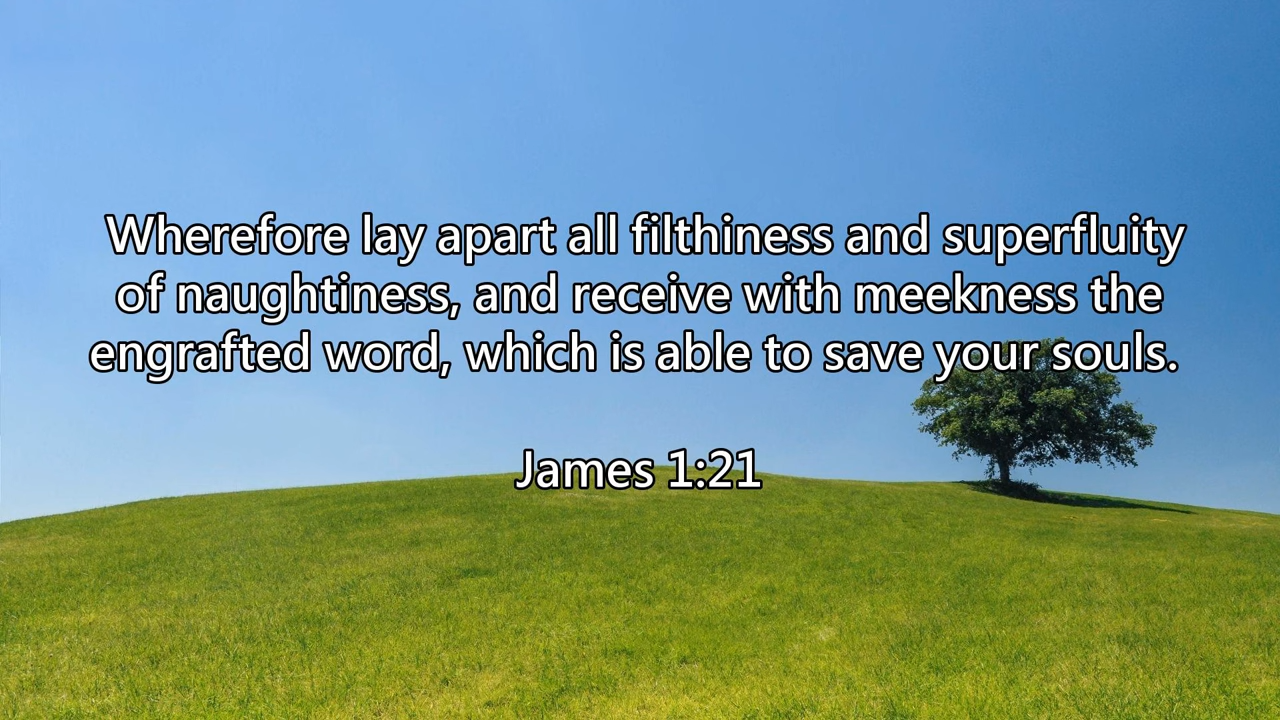 Wherefore lay apart all filthiness and superfluity
of naughtiness, and receive with meekness the
engrafted word, which is able to save your souls.
James 1:21